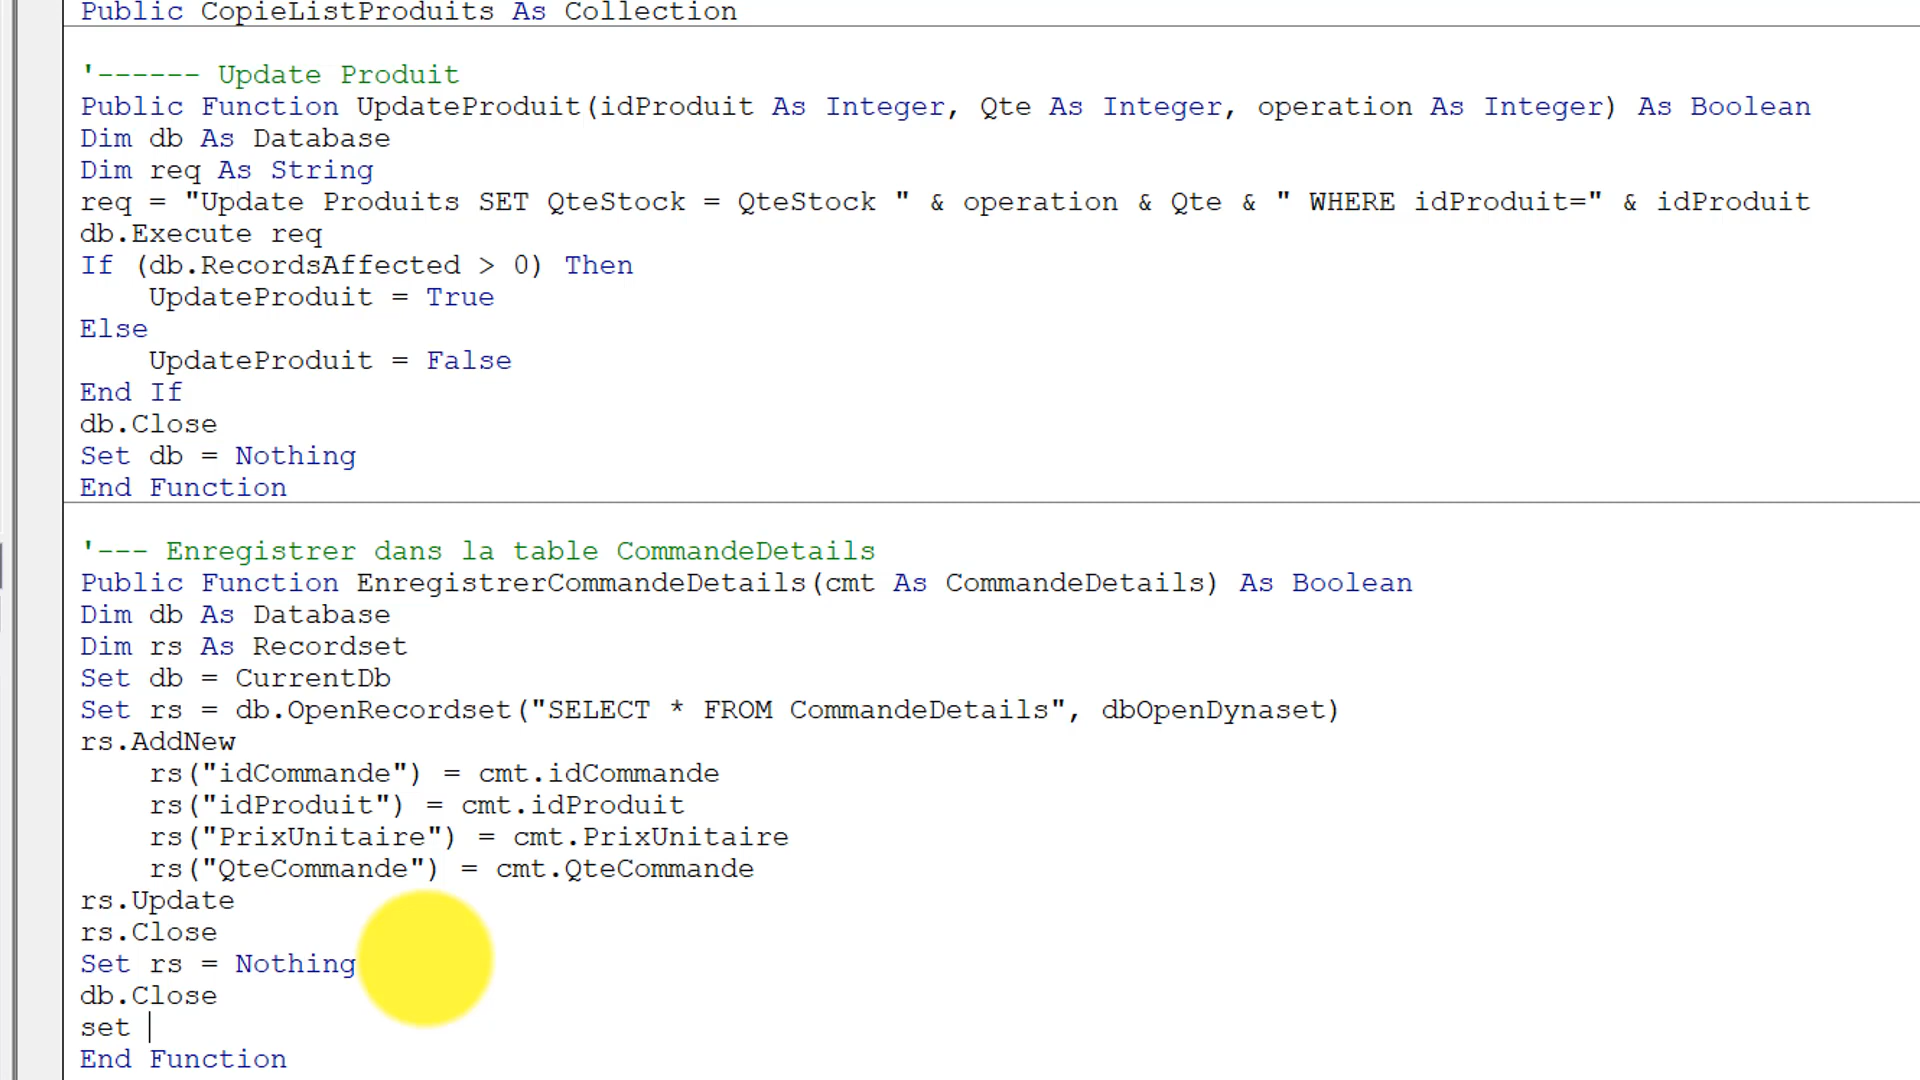 Public CopieListProduits As Collection
'------ Update Produit
Public Function UpdateProduit(idProduit As Integer, Qte As Integer, operation As Integer) As Boolean
Dim db As Database
Dim req As String
req = "Update Produits SET QteStock = QteStock " & operation & Qte & " WHERE idProduit=" & idProduit
db.Execute req
If (db.RecordsAffected > 0) Then
    UpdateProduit = True
Else
    UpdateProduit = False
End If
db.Close
Set db = Nothing
End Function
'--- Enregistrer dans la table CommandeDetails
Public Function EnregistrerCommandeDetails(cmt As CommandeDetails) As Boolean
Dim db As Database
Dim rs As Recordset
Set db = CurrentDb
Set rs = db.OpenRecordset("SELECT * FROM CommandeDetails", dbOpenDynaset)
rs.AddNew
    rs("idCommande") = cmt.idCommande
    rs("idProduit") = cmt.idProduit
    rs("PrixUnitaire") = cmt.PrixUnitaire
    rs("QteCommande") = cmt.QteCommande
rs.Update
rs.Close
Set rs = Nothing
db.Close
set
End Function